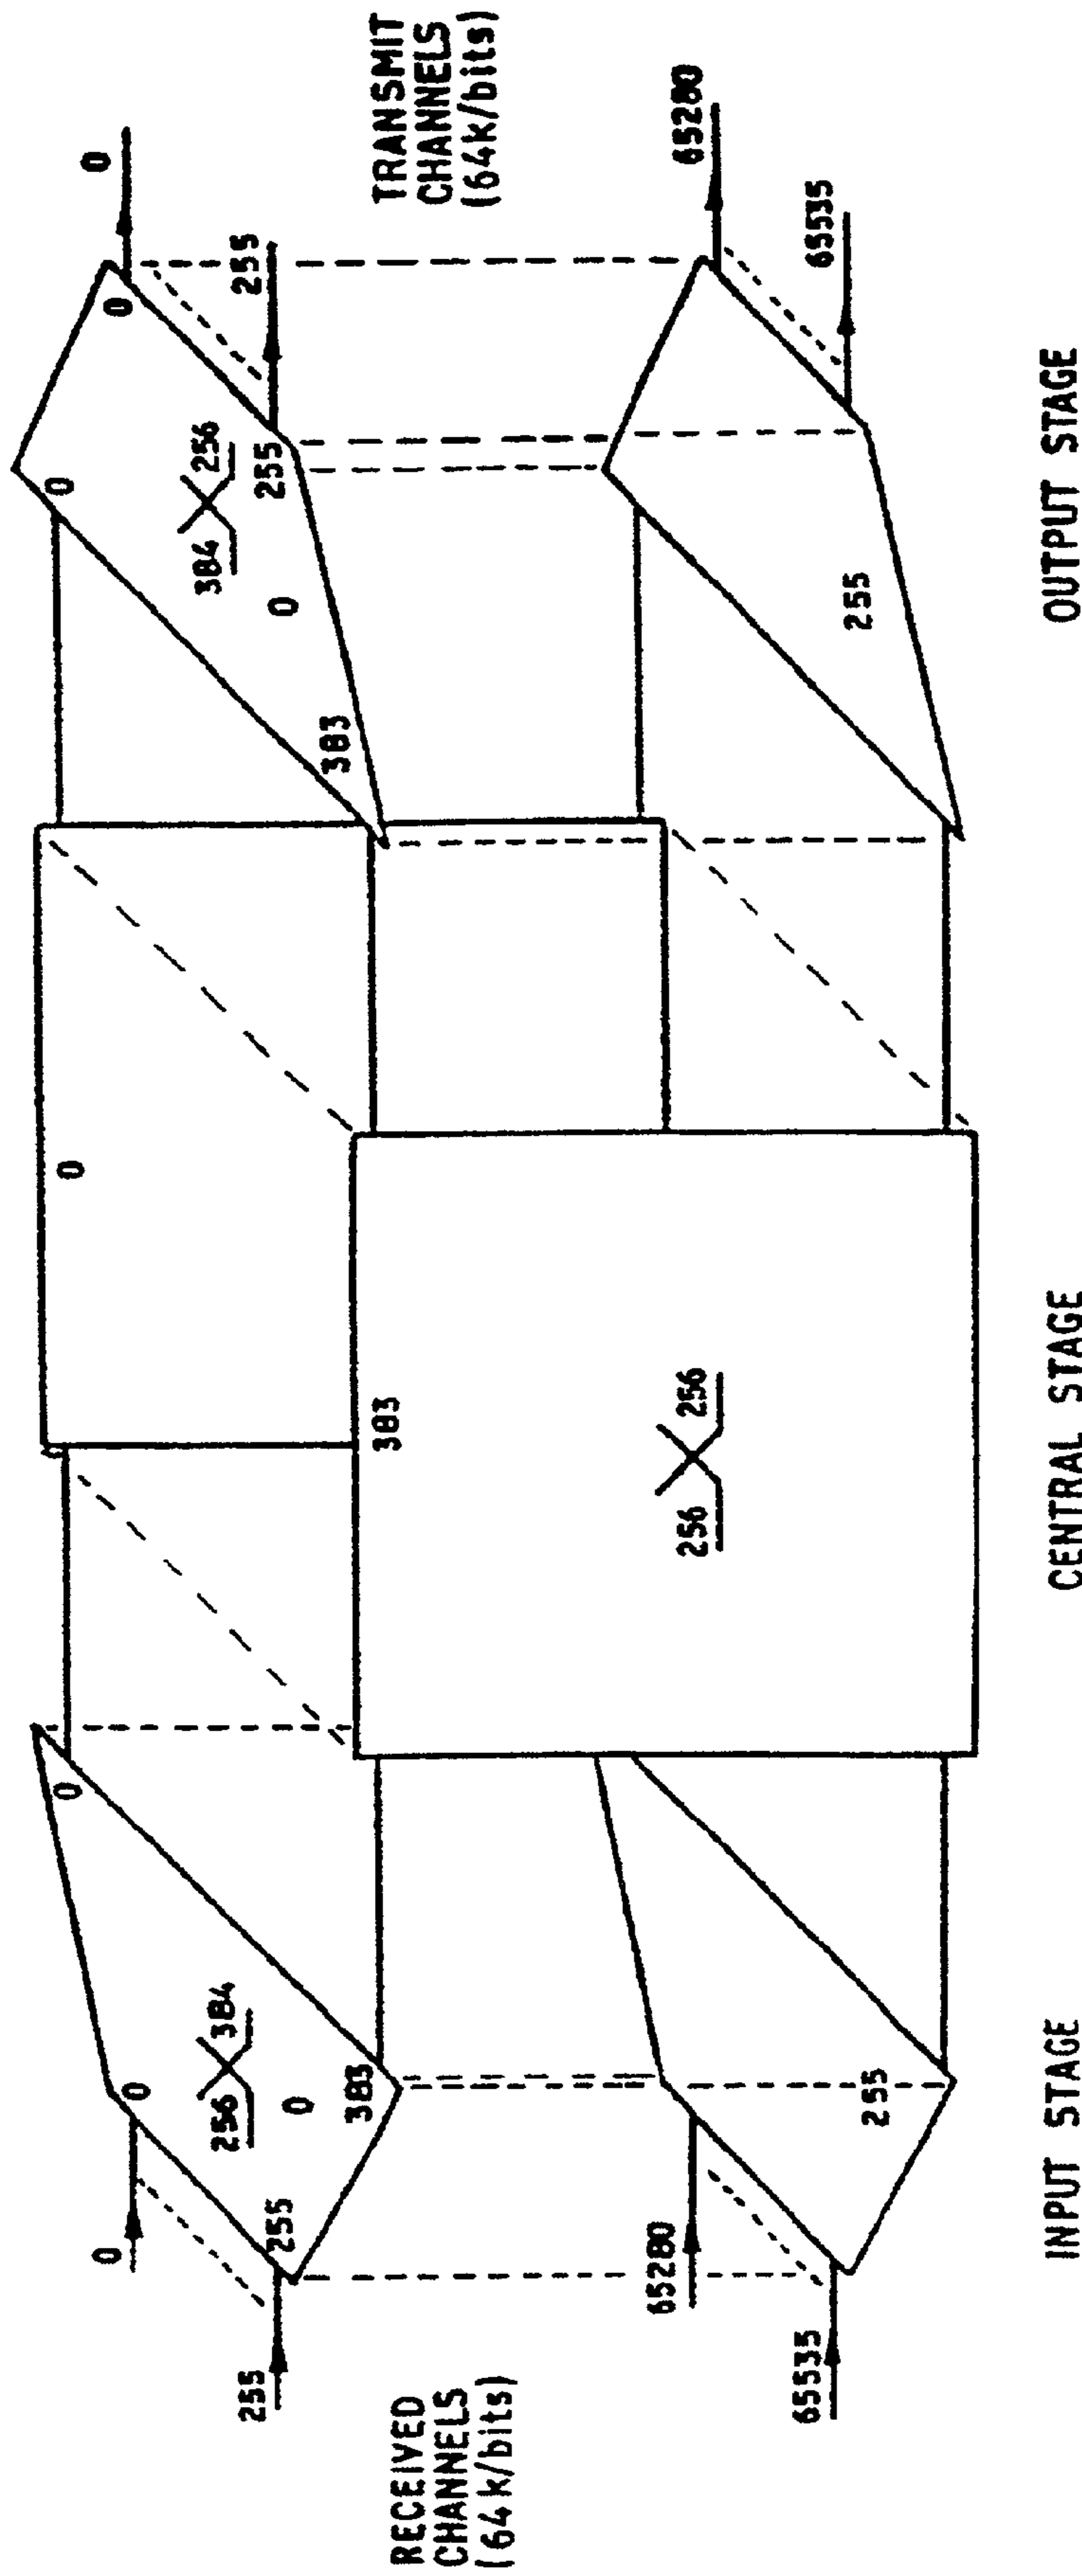 RECEIVED
CHANNELS
(64k/bits)
0
255
65280
65535
0
255
256 384
0
383
0
255
INPUT STAGE
0
383
256 256
CENTRAL STAGE
0
383
384 256
0
0
255
255
OUTPUT STAGE
0
255
65280
65535
TRANSMIT
CHANNELS
(64k/bits)